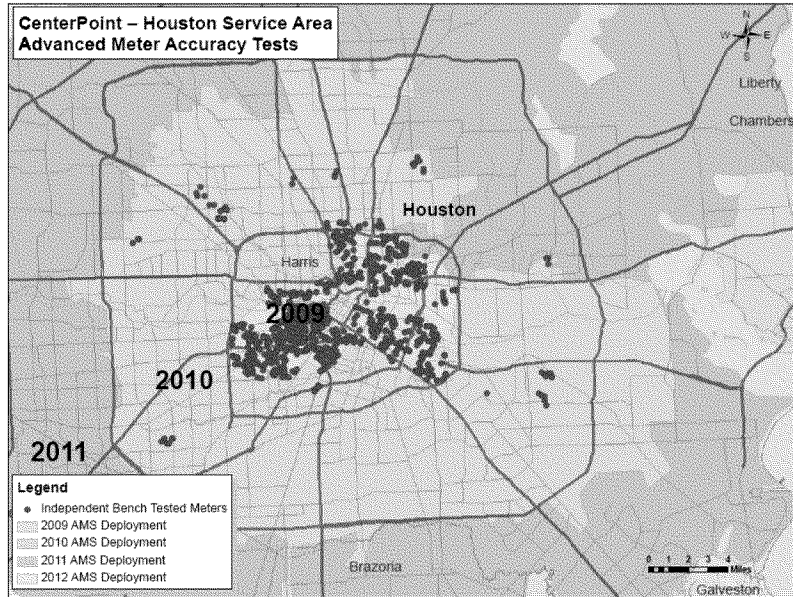 CenterPoint – Houston Service Area
Advanced Meter Accuracy Tests
N
W
E
S
Liberty
Chambers
Houston
Harris
2009
2010
2011
Legend
Independent Bench Tested Meters
2009 AMS Deployment
2010 AMS Deployment
2011 AMS Deployment
2012 AMS Deployment
Brazoria
0 1 2 3 4
Miles
Galveston